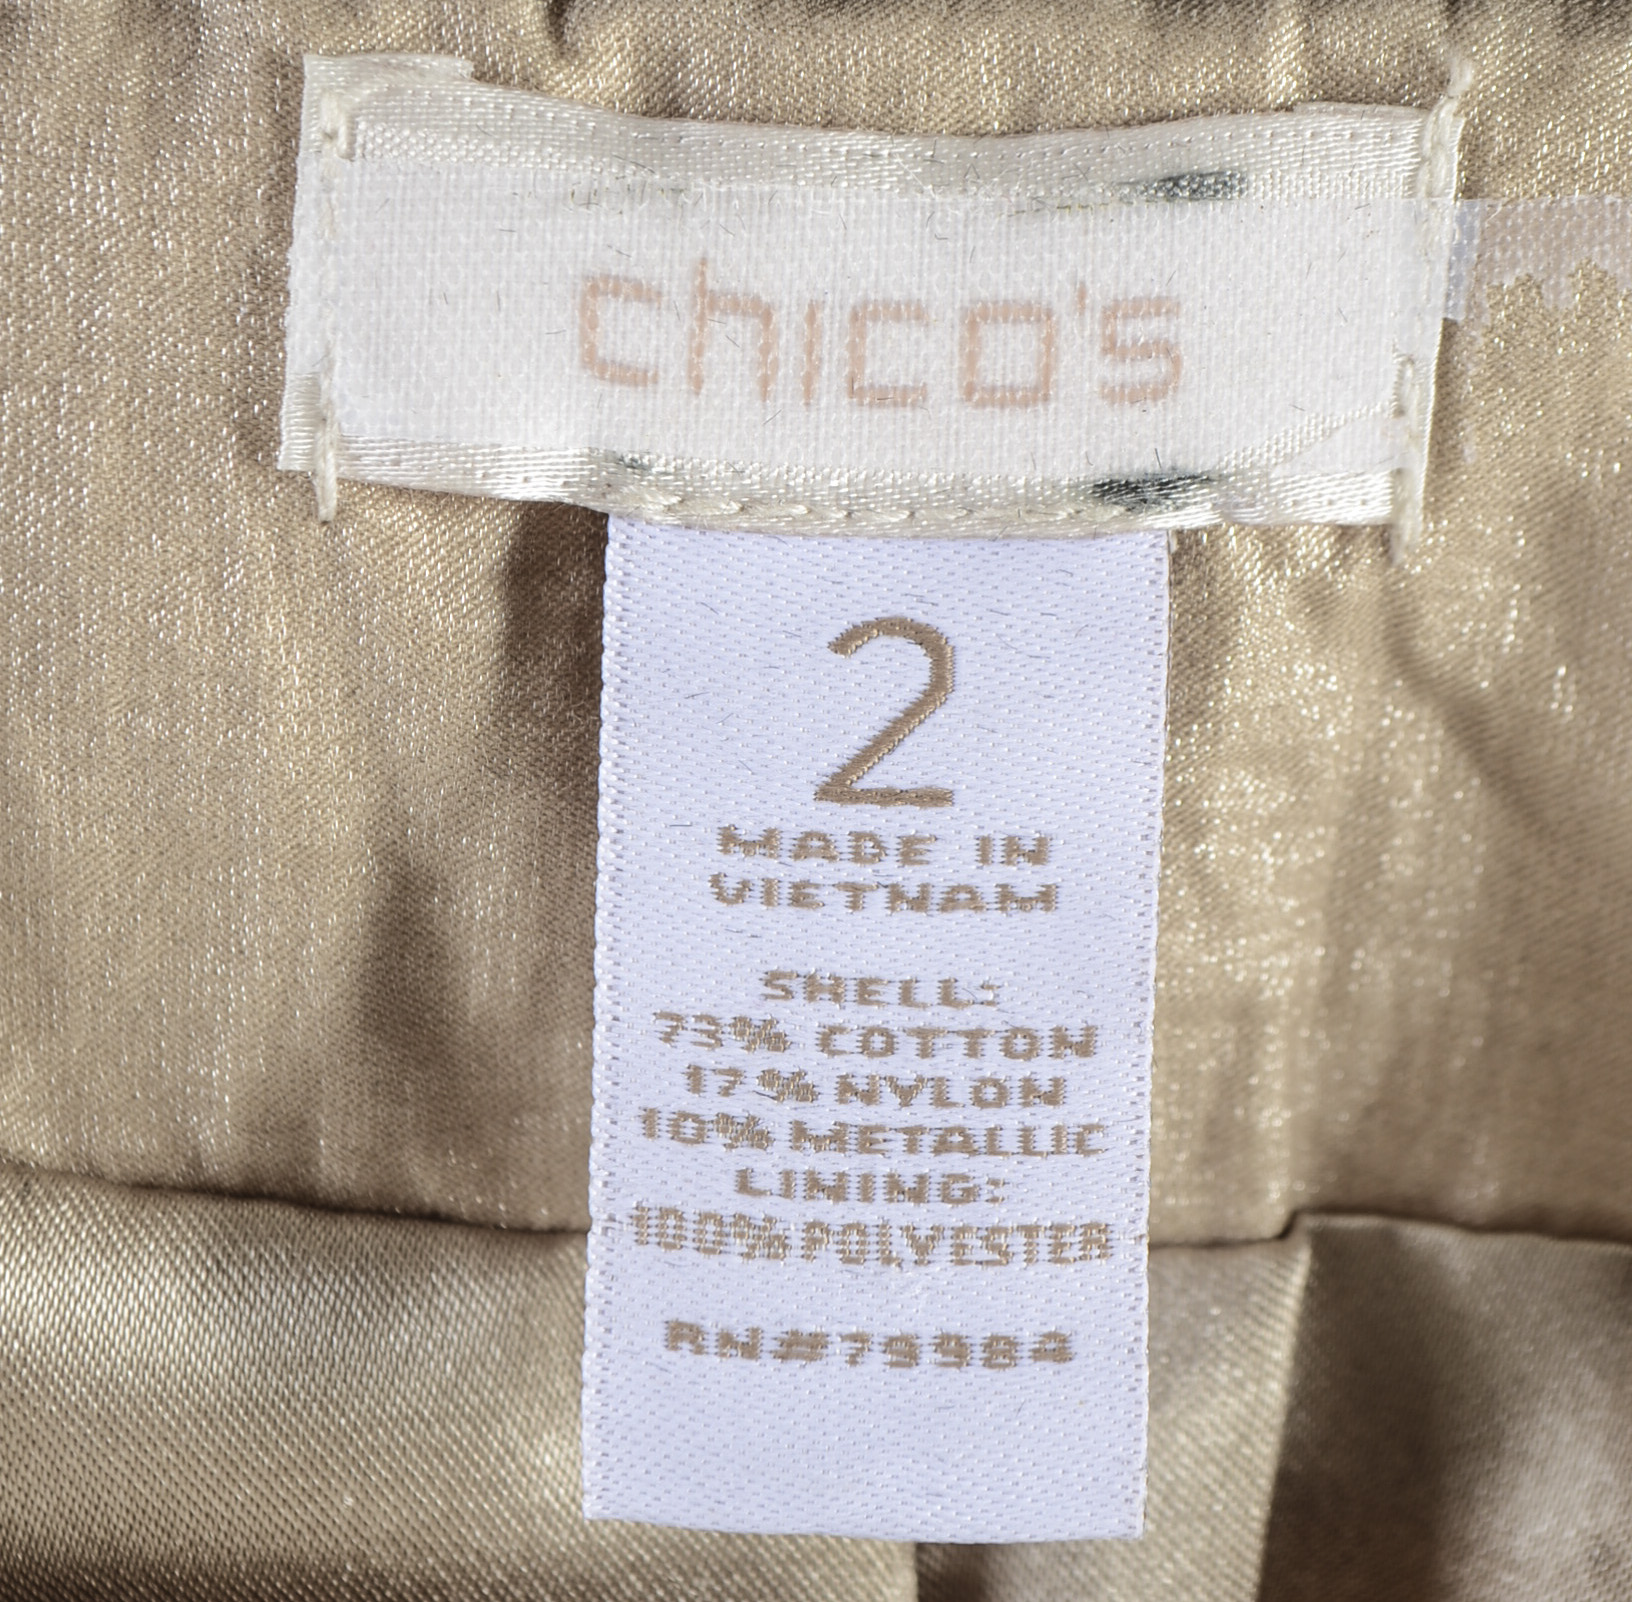 chico's
2
MADE IN
VIETNAM
SHELL:
73% COTTON
17% NYLON
10% METALLIC
LINING:
100% POLYESTER
RN#79984